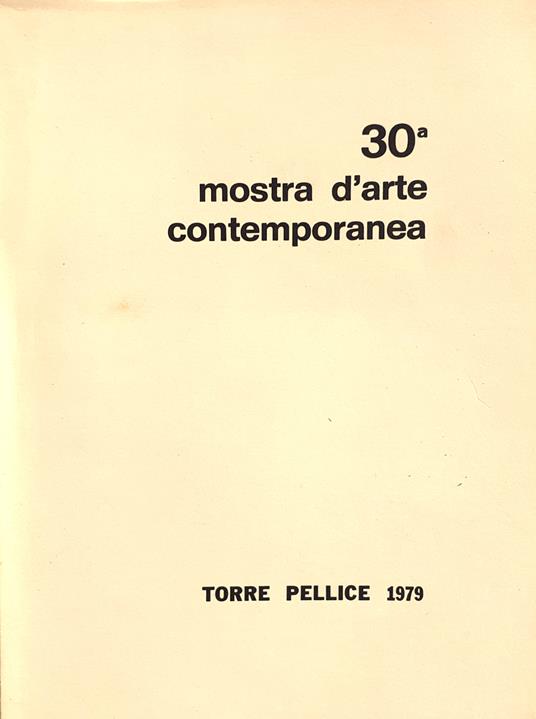 30ª
mostra d'arte
contemporanea
TORRE PELLICE 1979